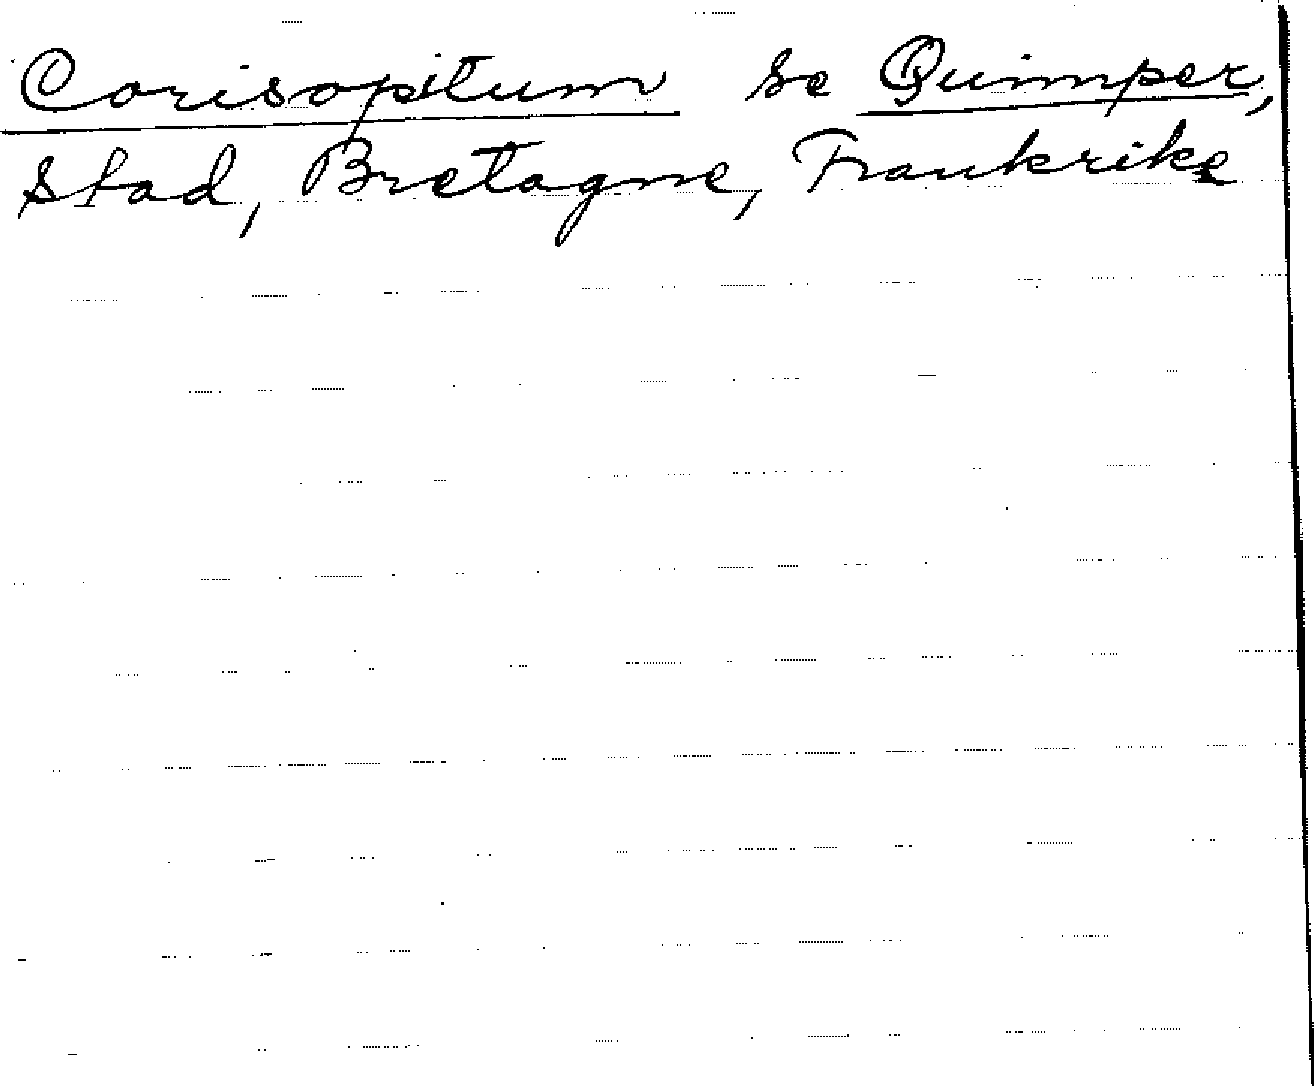 Corisopitum se Quimper,
Stad, Bretagne, Frankrike